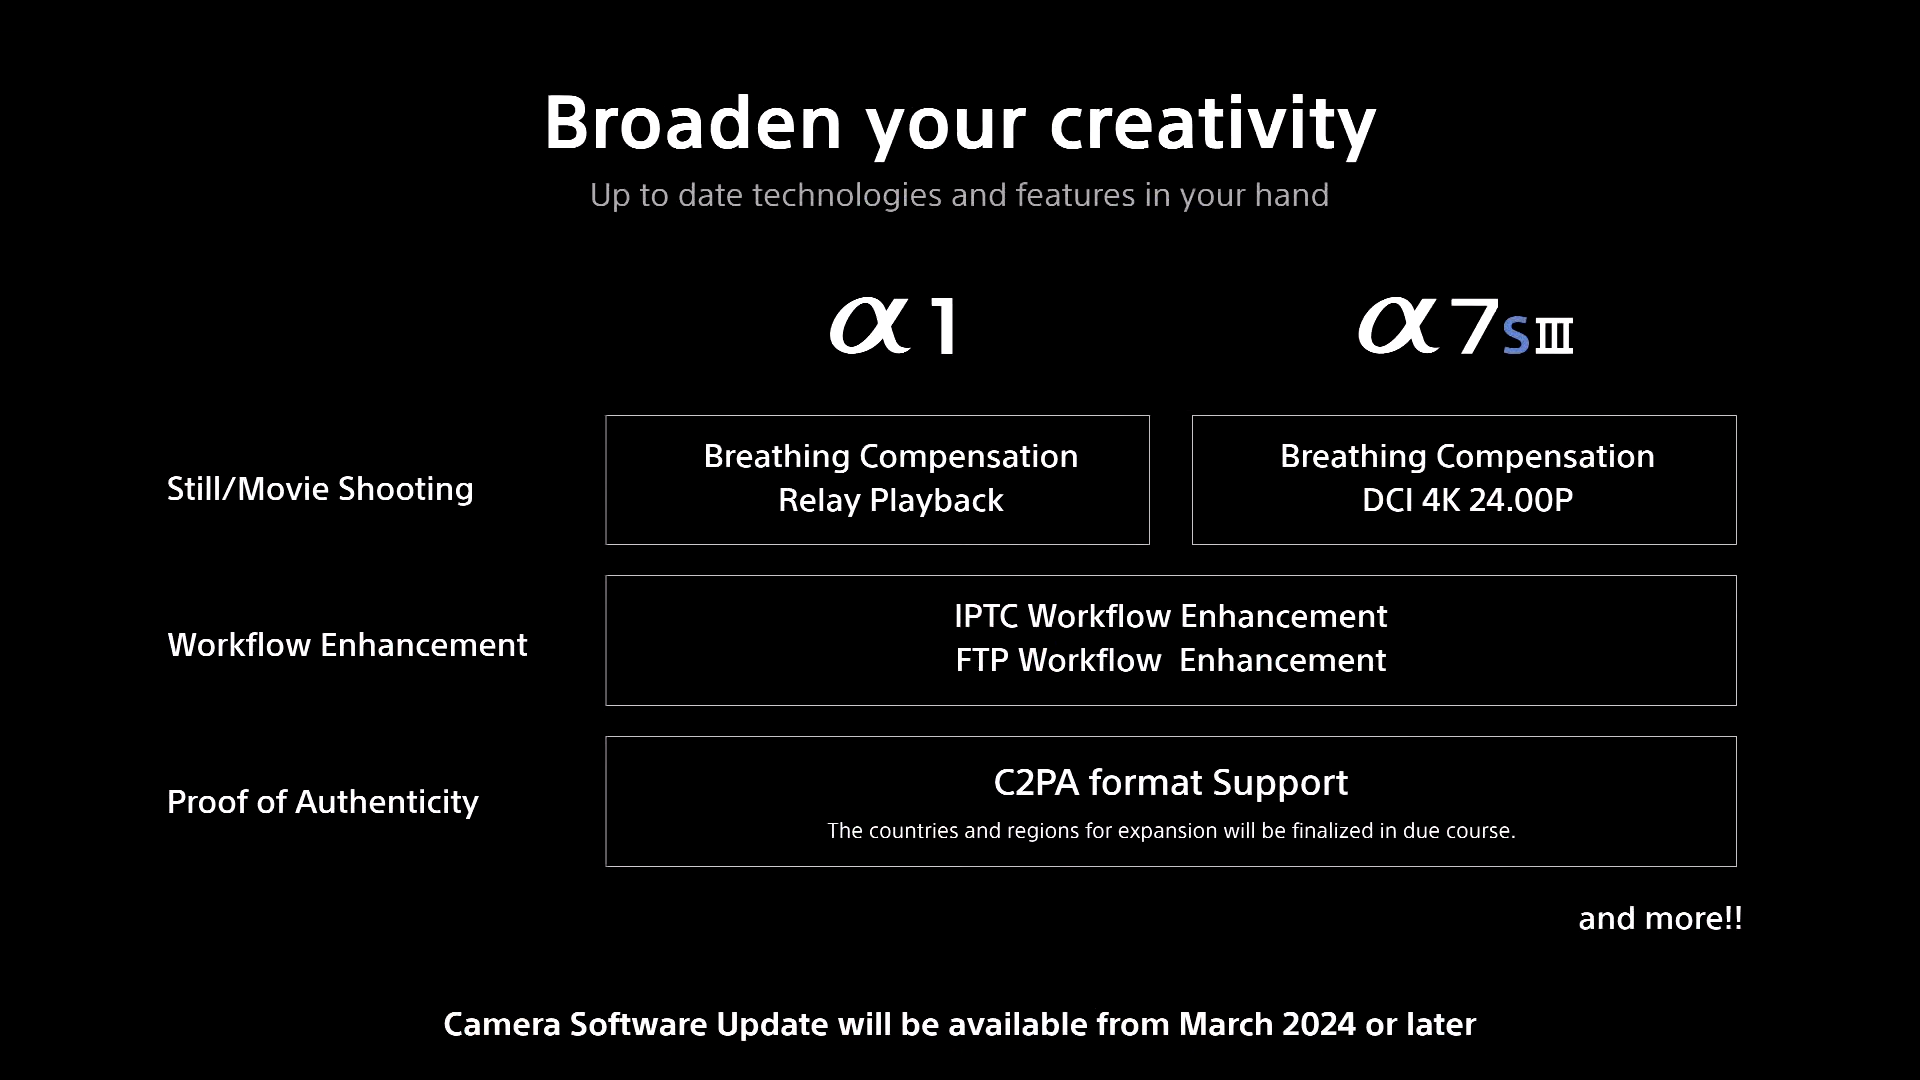 Broaden your creativity
Up to date technologies and features in your hand
α1
α7SIII
Still/Movie Shooting
Breathing Compensation
Relay Playback
Breathing Compensation
DCI 4K 24.00P
Workflow Enhancement
IPTC Workflow Enhancement
FTP Workflow  Enhancement
Proof of Authenticity
C2PA format Support
The countries and regions for expansion will be finalized in due course.
and more!!
Camera Software Update will be available from March 2024 or later